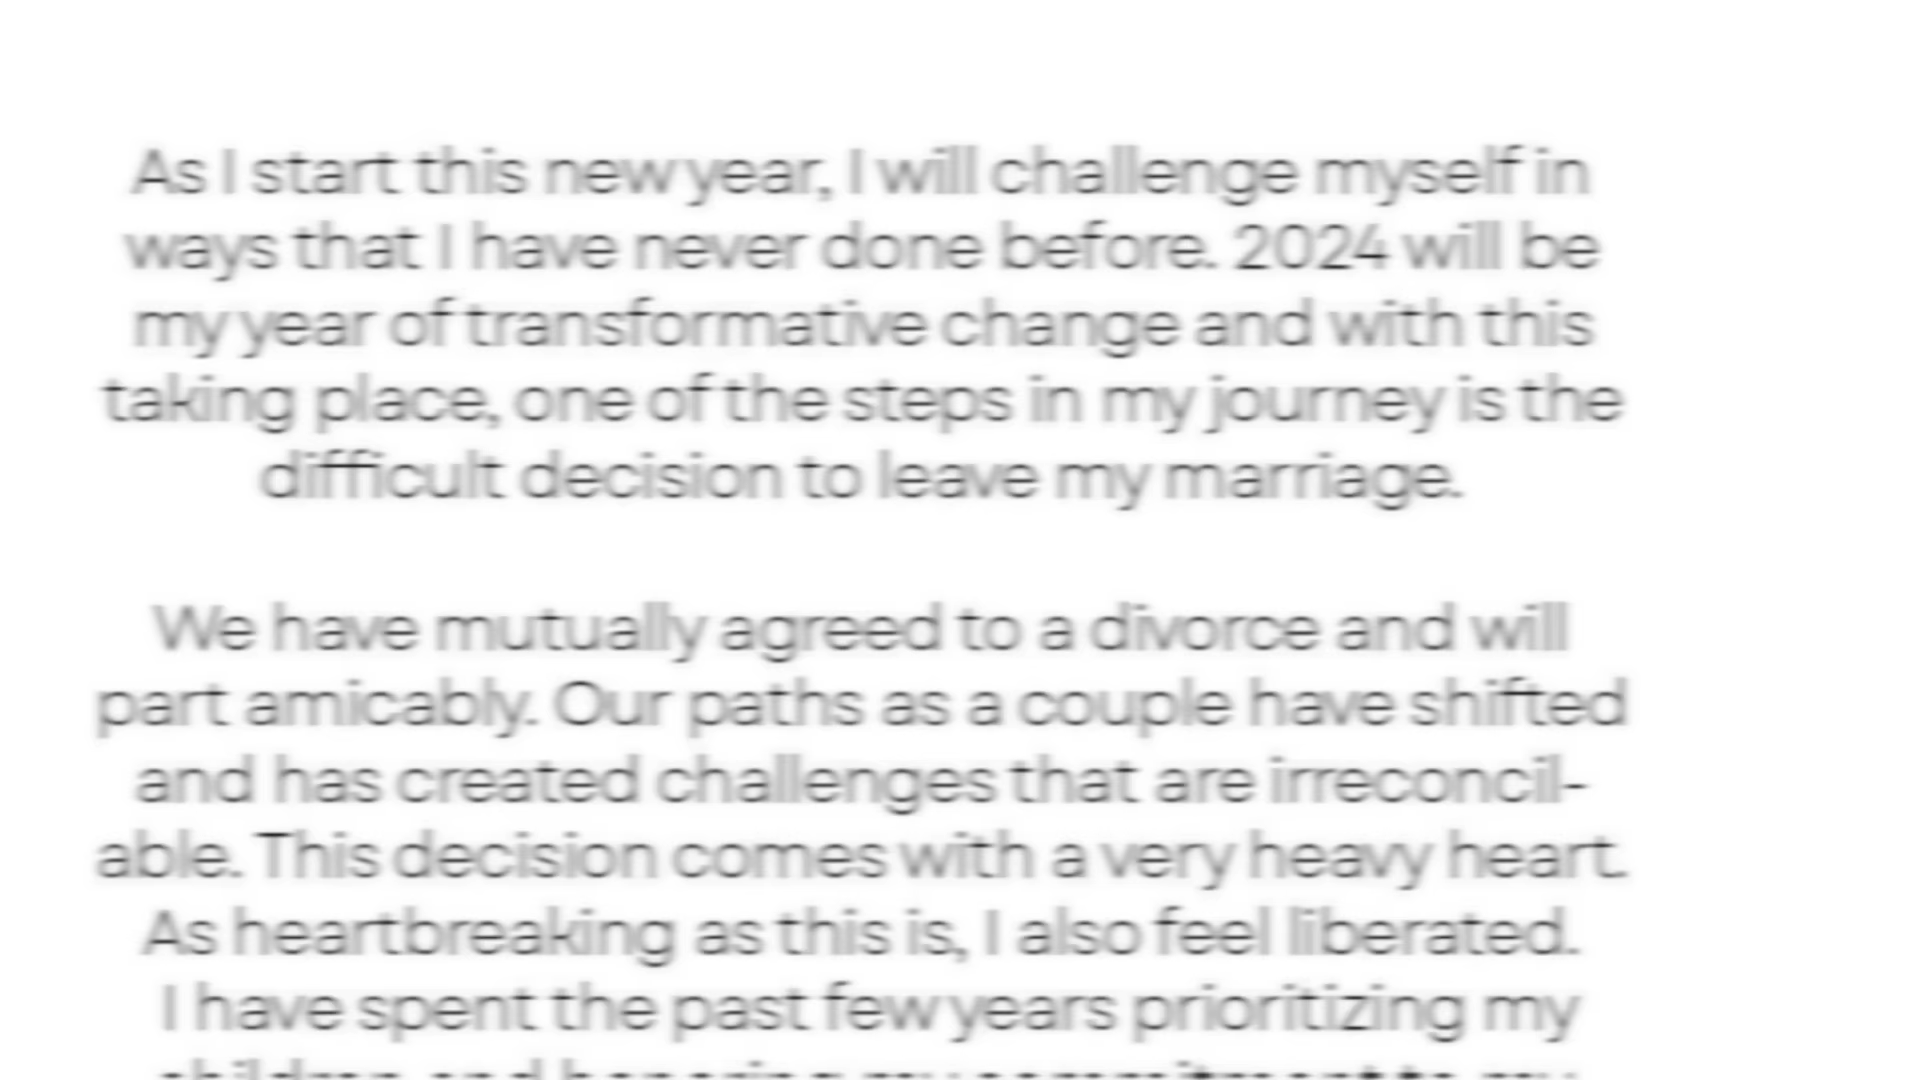 As I start this new year, I will challenge myself in
ways that I have never done before. 2024 will be
my year of transformative change and with this
taking place, one of the steps in my journey is the
difficult decision to leave my marriage.
We have mutually agreed to a divorce and will
part amicably. Our paths as a couple have shifted
and has created challenges that are irreconcil-
able. This decision comes with a very heavy heart.
As heartbreaking as this is, I also feel liberated.
I have spent the past few years prioritizing my